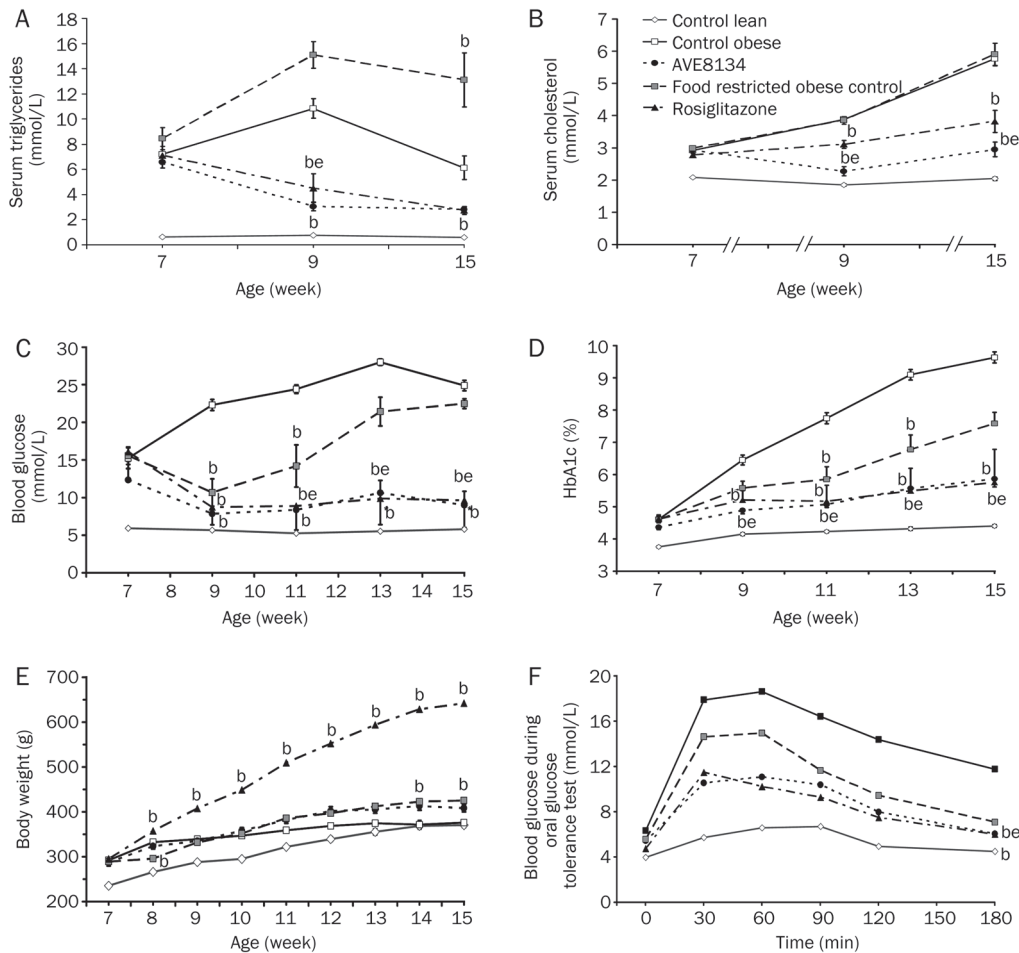 A
Serum triglycerides
(mmol/L)
18
16
14
12
10
8
6
4
2
0
b
be
b
b
7
9
15
Age (week)
B
Serum cholesterol
(mmol/L)
7
6
5
4
3
2
1
0
Control lean
Control obese
AVE8134
Food restricted obese control
Rosiglitazone
b
be
b
be
7
9
15
Age (week)
C
Blood glucose
(mmol/L)
30
25
20
15
10
5
0
b
b
b
b
be
b
be
b
be
b
7 8 9 10 11 12 13 14 15
Age (week)
D
HbA1c (%)
10
9
8
7
6
5
4
3
b
be
b
b
be
b
b
be
be
7 9 11 13 15
Age (week)
E
Body weight (g)
700
600
500
400
300
200
b
b
b
b
b
b
b
b
b
b
b
7 8 9 10 11 12 13 14 15
Age (week)
F
Blood glucose during
oral glucose
tolerance test (mmol/L)
20
16
12
8
4
0
be
b
0 30 60 90 120 150 180
Time (min)